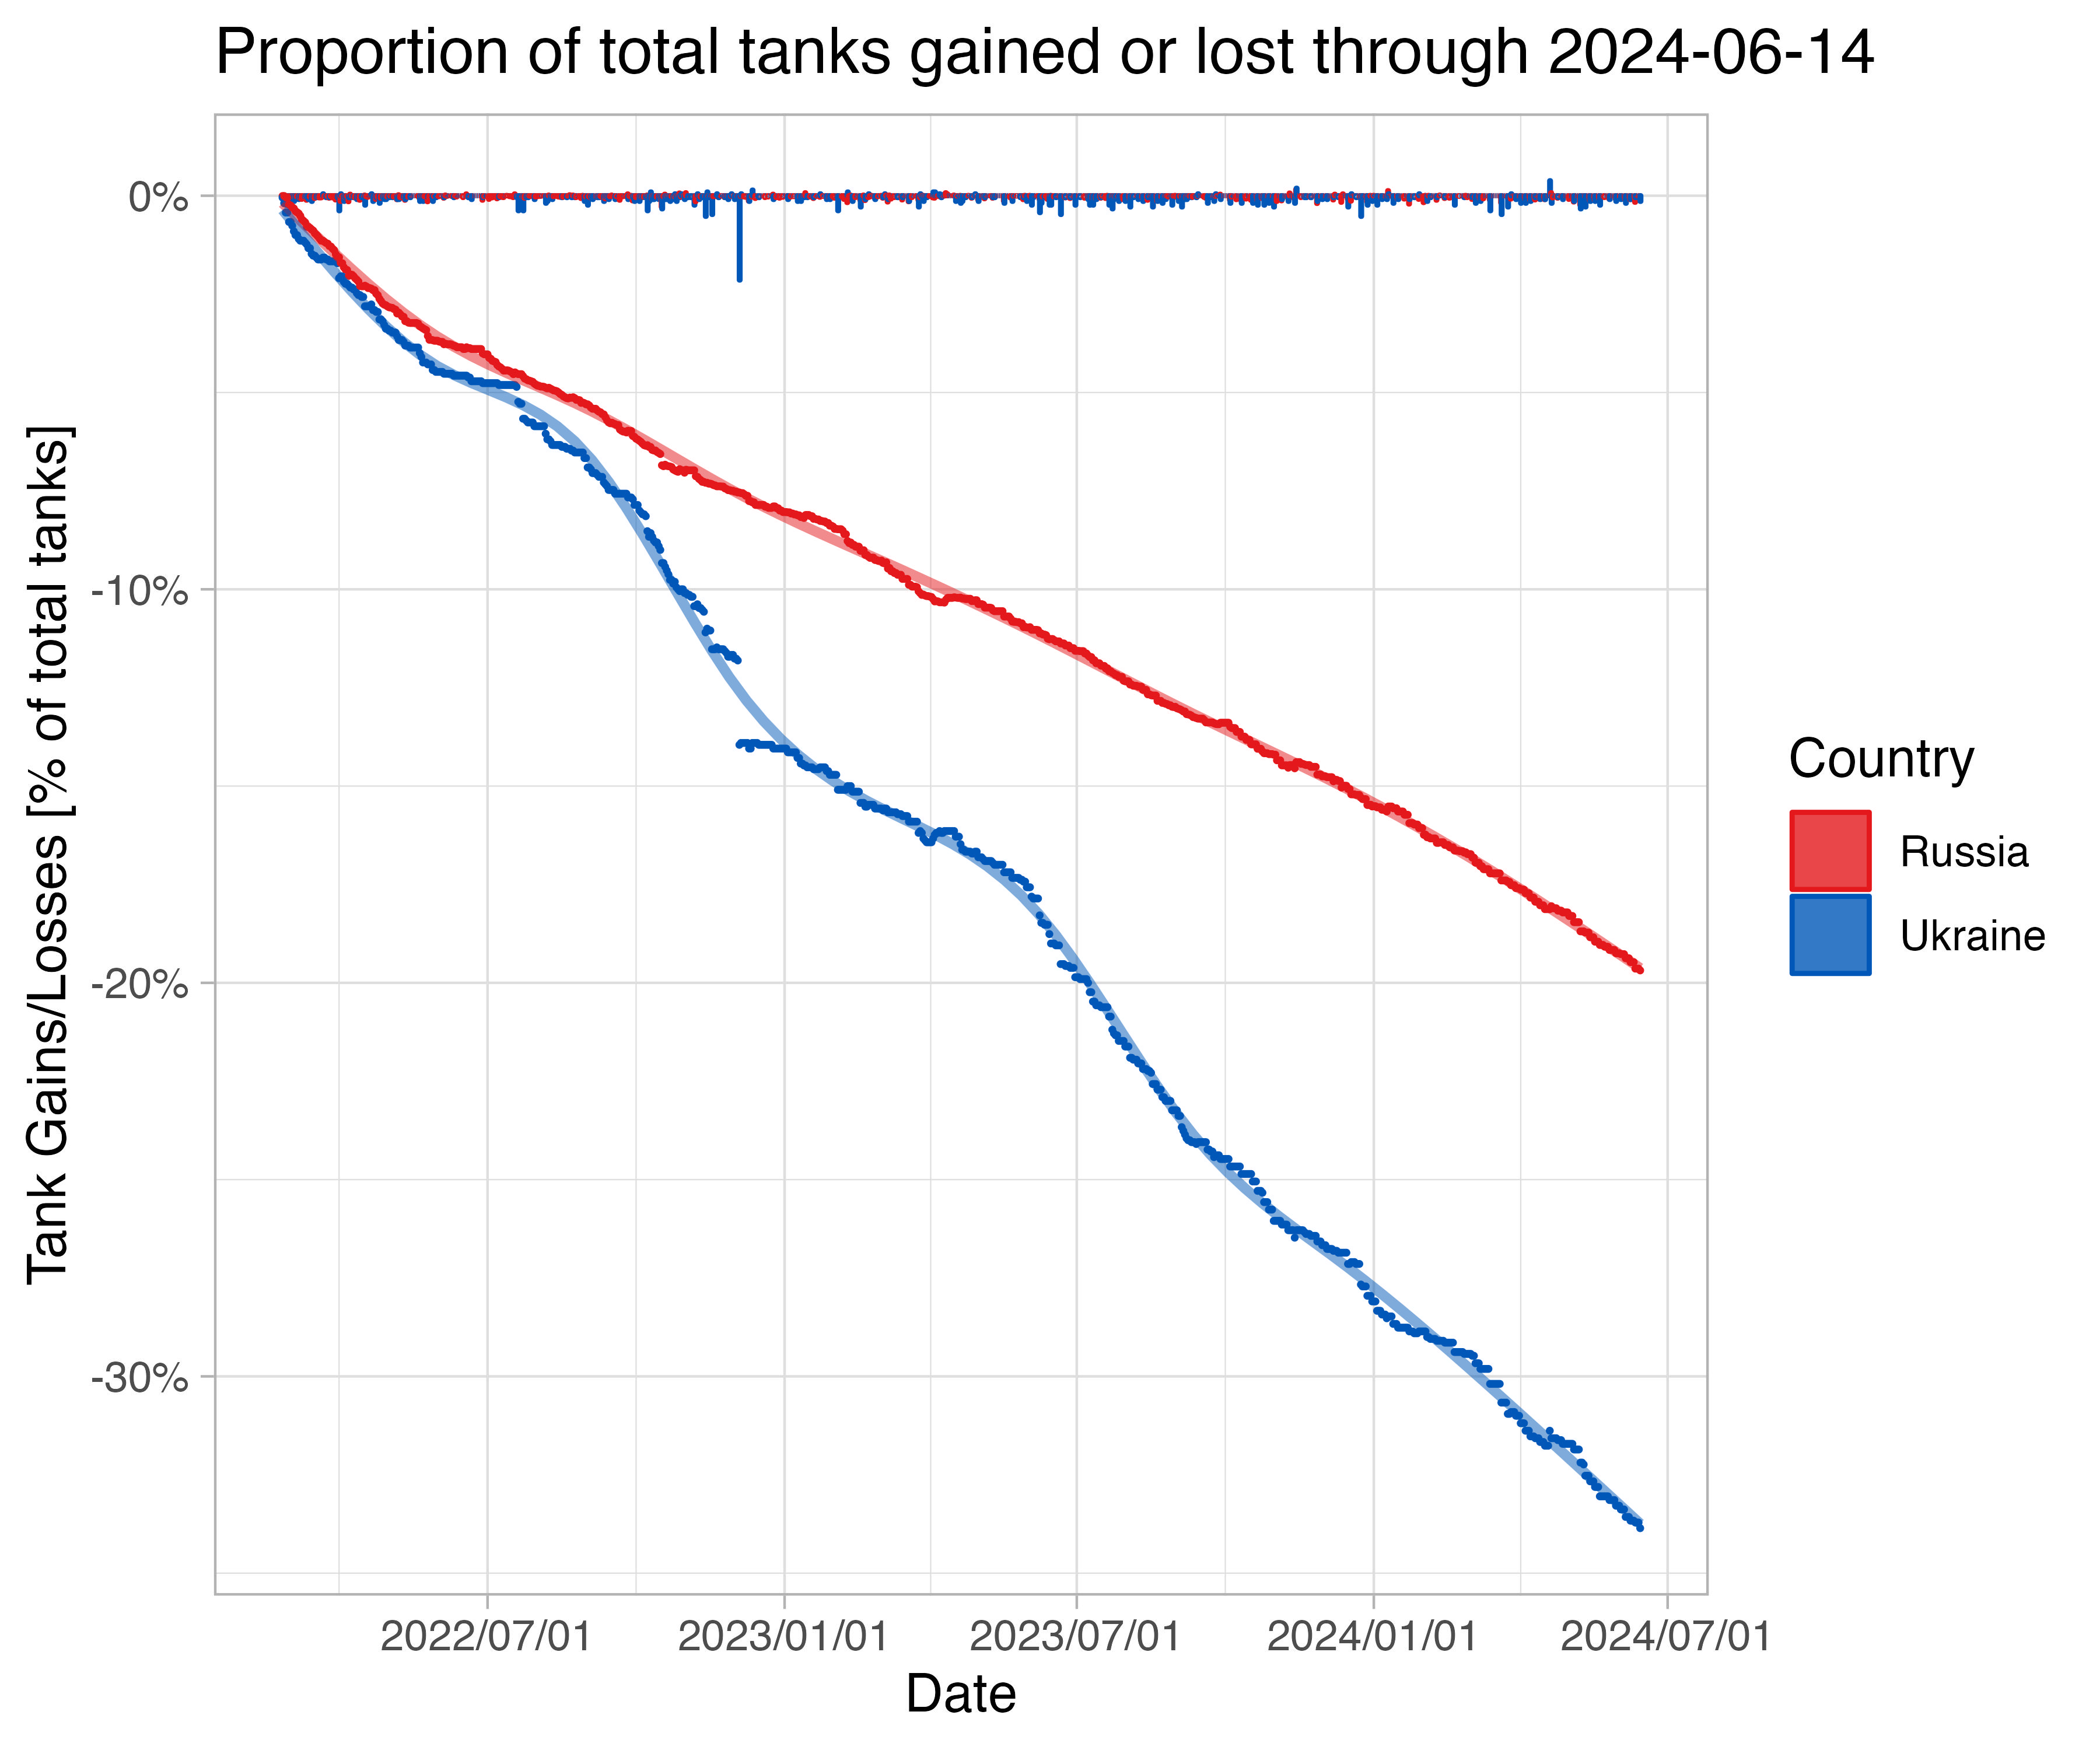 Proportion of total tanks gained or lost through 2024-06-14
Tank Gains/Losses [% of total tanks]
0%
-10%
-20%
-30%
2022/07/01
2023/01/01
2023/07/01
2024/01/01
2024/07/01
Date
Country
Russia
Ukraine